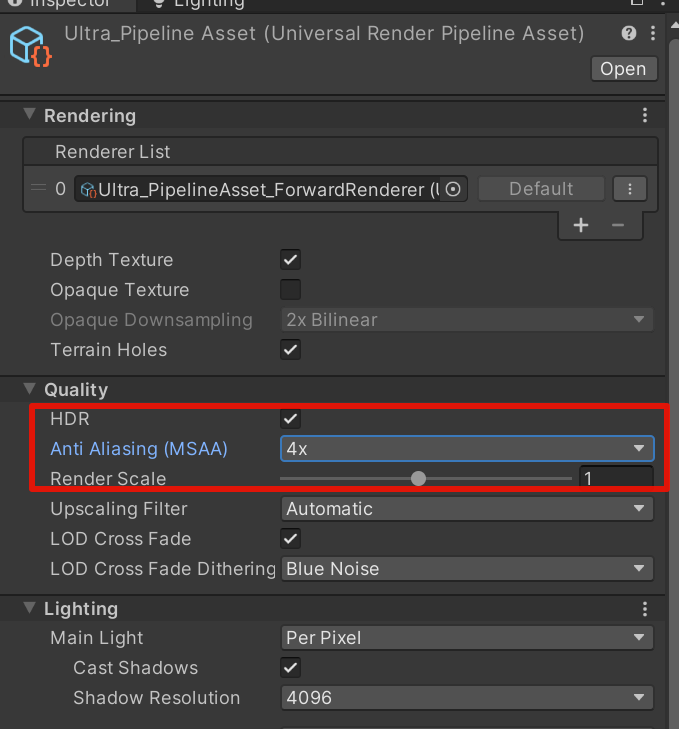 Inspector Lighting
Ultra_Pipeline Asset (Universal Render Pipeline Asset)
Open
Rendering
Renderer List
0 Ultra_PipelineAsset_ForwardRenderer (U Default
Depth Texture
Opaque Texture
Opaque Downsampling 2x Bilinear
Terrain Holes
Quality
HDR
Anti Aliasing (MSAA) 4x
Render Scale 1
Upscaling Filter Automatic
LOD Cross Fade
LOD Cross Fade Dithering Blue Noise
Lighting
Main Light Per Pixel
Cast Shadows
Shadow Resolution 4096